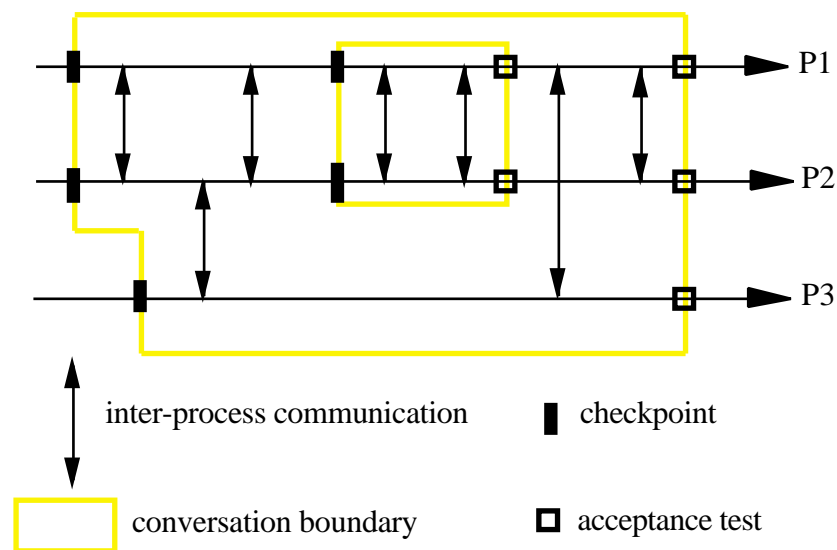 P1
P2
P3
inter-process communication
checkpoint
conversation boundary
acceptance test